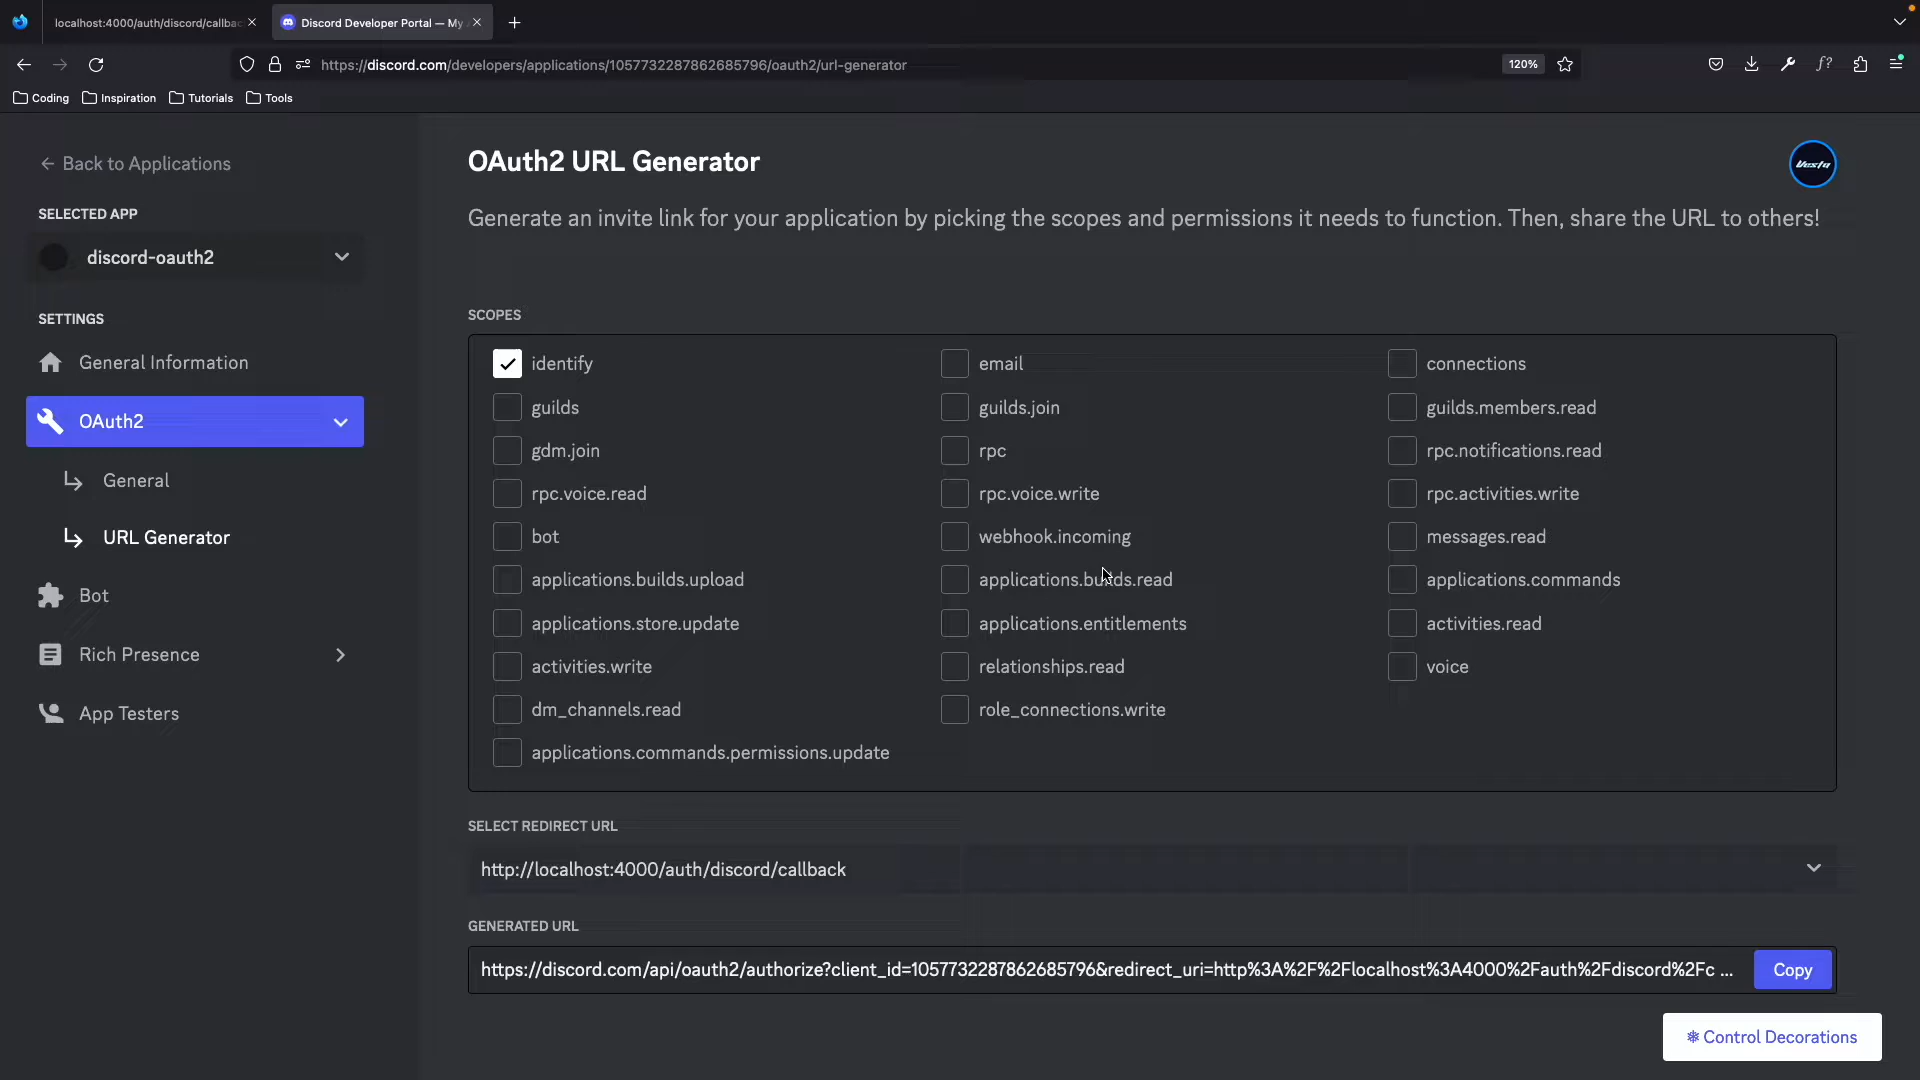 localhost:4000/auth/discord/callbac
Discord Developer Portal — My
https://discord.com/developers/applications/1057732287862685796/oauth2/url-generator
120%
Coding
Inspiration
Tutorials
Tools
Back to Applications
SELECTED APP
discord-oauth2
SETTINGS
General Information
OAuth2
General
URL Generator
Bot
Rich Presence
App Testers
OAuth2 URL Generator
Vesta
Generate an invite link for your application by picking the scopes and permissions it needs to function. Then, share the URL to others!
SCOPES
identify
email
connections
guilds
guilds.join
guilds.members.read
gdm.join
rpc
rpc.notifications.read
rpc.voice.read
rpc.voice.write
rpc.activities.write
bot
webhook.incoming
messages.read
applications.builds.upload
applications.builds.read
applications.commands
applications.store.update
applications.entitlements
activities.read
activities.write
relationships.read
voice
dm_channels.read
role_connections.write
applications.commands.permissions.update
SELECT REDIRECT URL
http://localhost:4000/auth/discord/callback
GENERATED URL
https://discord.com/api/oauth2/authorize?client_id=1057732287862685796&redirect_uri=http%3A%2F%2Flocalhost%3A4000%2Fauth%2Fdiscord%2Fc ...
Copy
❄ Control Decorations